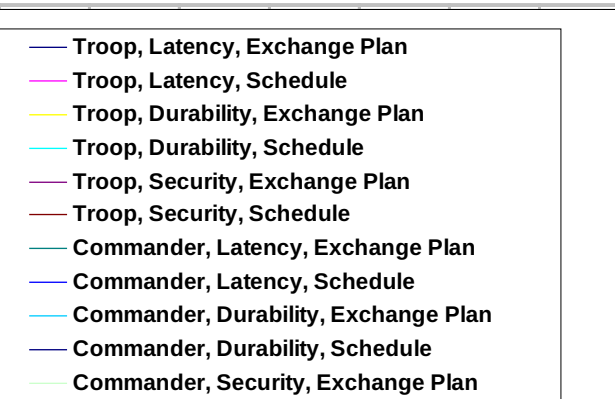 Troop, Latency, Exchange Plan
Troop, Latency, Schedule
Troop, Durability, Exchange Plan
Troop, Durability, Schedule
Troop, Security, Exchange Plan
Troop, Security, Schedule
Commander, Latency, Exchange Plan
Commander, Latency, Schedule
Commander, Durability, Exchange Plan
Commander, Durability, Schedule
Commander, Security, Exchange Plan